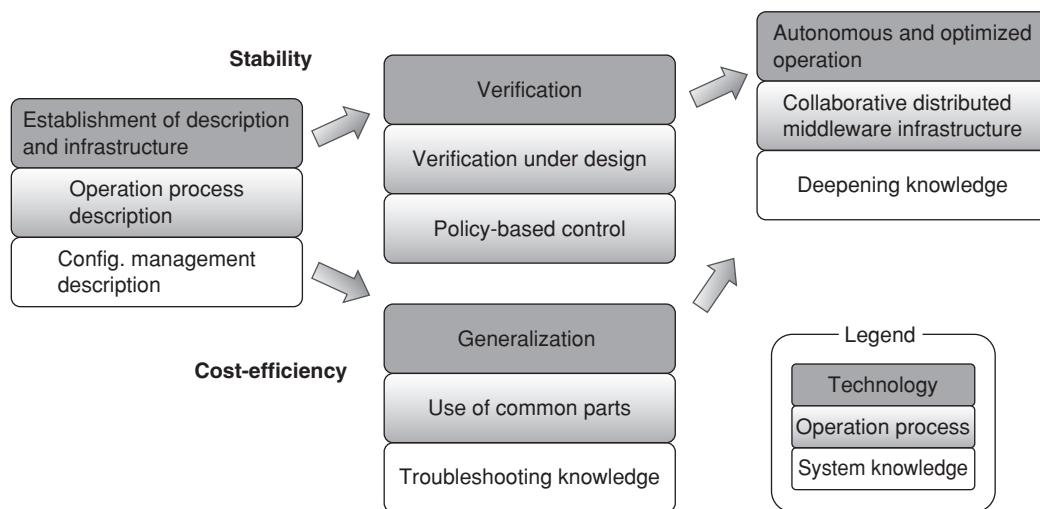 Stability
Establishment of description
and infrastructure
Operation process
description
Config. management
description
Verification
Verification under design
Policy-based control
Cost-efficiency
Generalization
Use of common parts
Troubleshooting knowledge
Autonomous and optimized
operation
Collaborative distributed
middleware infrastructure
Deepening knowledge
Legend
Technology
Operation process
System knowledge